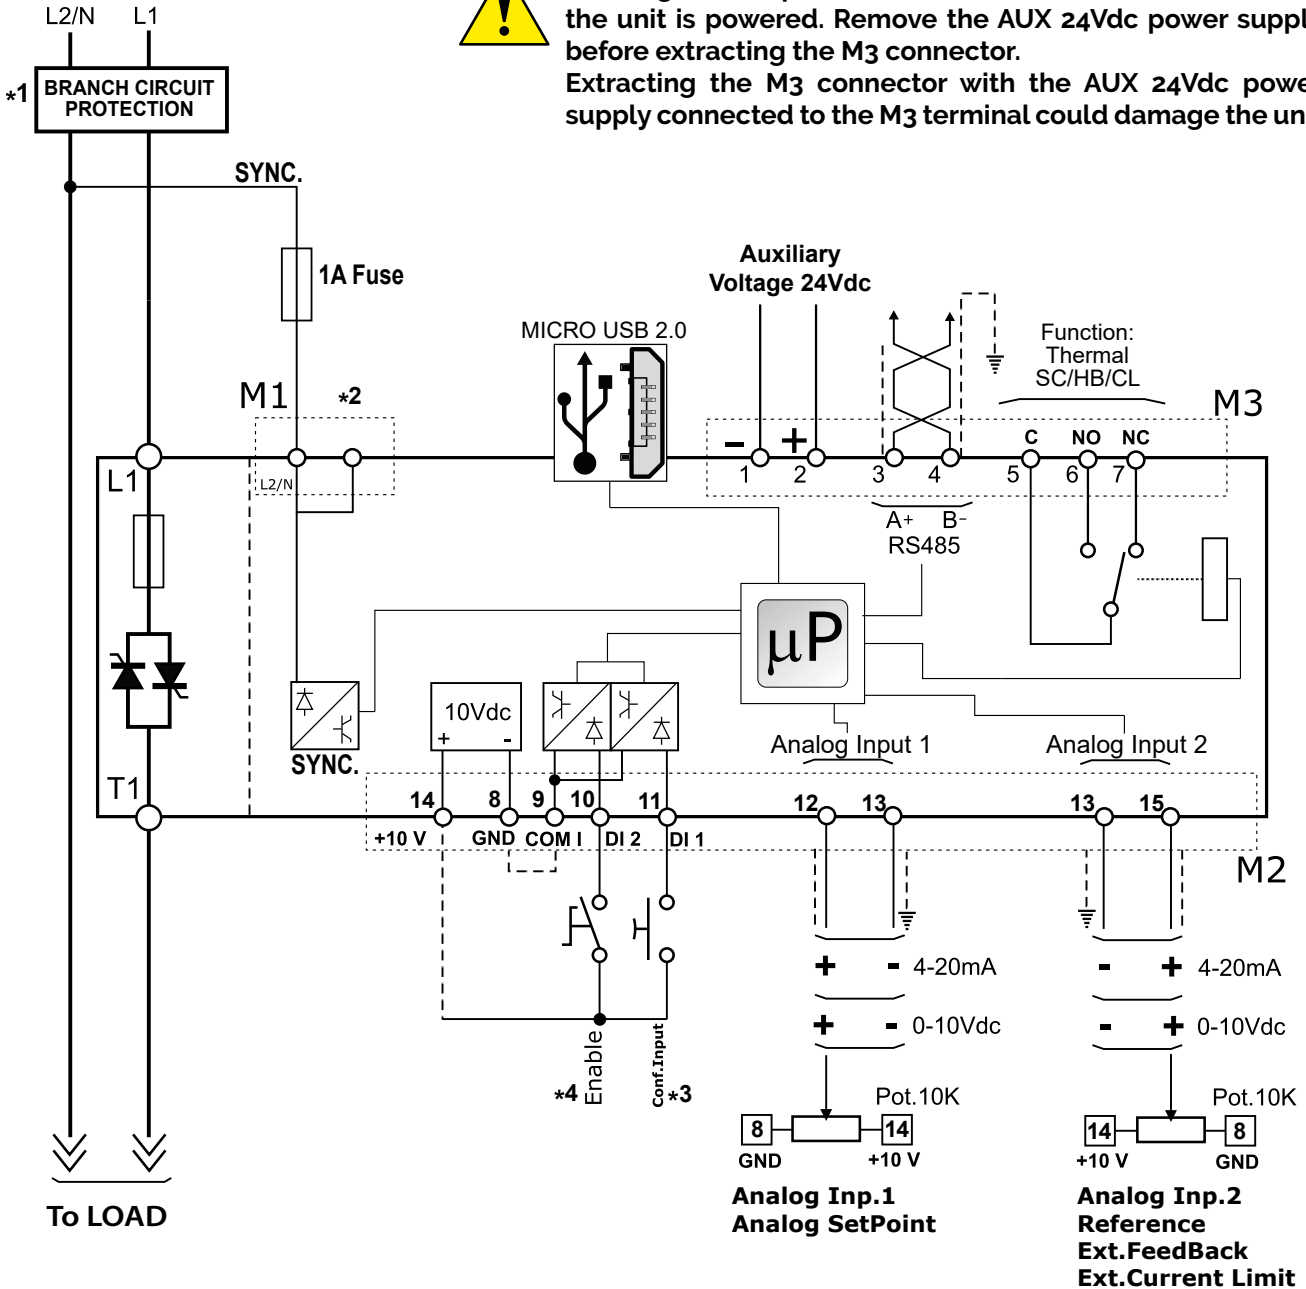 the unit is powered. Remove the AUX 24Vdc power
before extracting the M3 connector.
Extracting the M3 connector with the AUX 24Vdc
supply connected to the M3 terminal could damage the
L2/N L1
*1 BRANCH CIRCUIT
PROTECTION
SYNC.
1A Fuse
Auxiliary
Voltage 24Vdc
MICRO USB 2.0
Function:
Thermal
SC/HB/CL
M1 *2
M3
- + C NO NC
1 2 3 4 5 6 7
L1
L2/N
A+ B-
RS485
µP
10Vdc
+ -
SYNC.
Analog Input 1
Analog Input 2
T1
14 8 9 10 11 12 13 13 15
+10 V GND COM I DI 2 DI 1
M2
+ - 4-20mA
- + 4-20mA
+ - 0-10Vdc
- + 0-10Vdc
*4 Enable
Conf.Input *3
Pot.10K
8 14
GND +10 V
Pot.10K
14 8
+10 V GND
To LOAD
Analog Inp.1
Analog SetPoint
Analog Inp.2
Reference
Ext.FeedBack
Ext.Current Limit